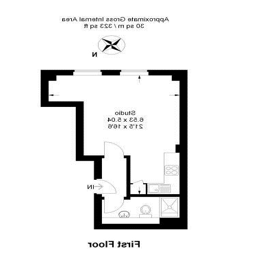 Approximate Gross Internal Area
30 sq m / 323 sq ft
N
Studio
6.53 x 5.04
21'5 x 16'6
IN
First Floor